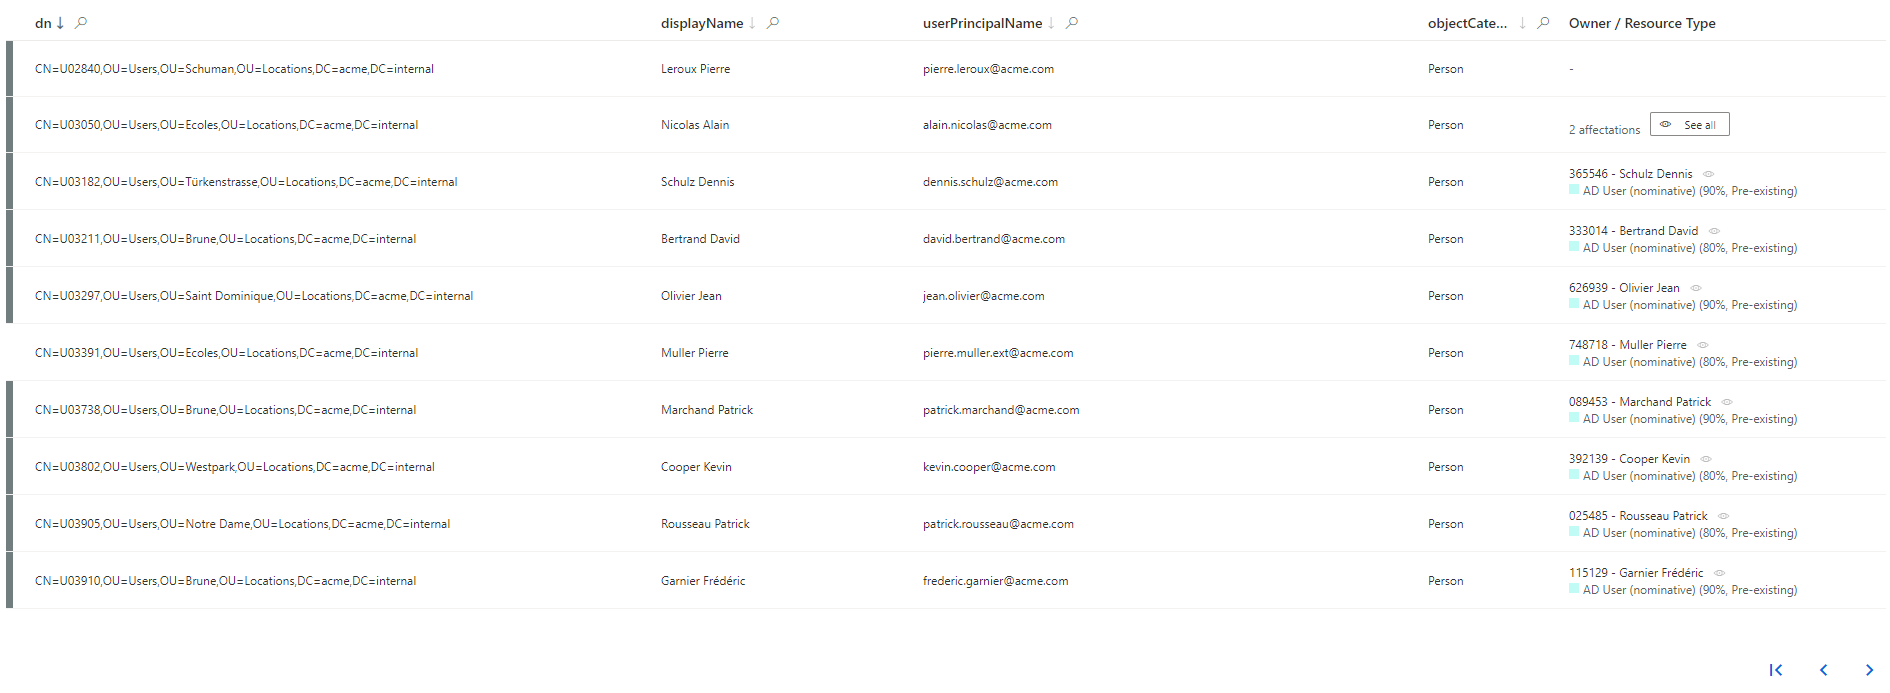 dn displayName userPrincipalName objectCate... Owner / Resource Type
CN=U02840,OU=Users,OU=Schuman,OU=Locations,DC=acme,DC=internal Leroux Pierre pierre.leroux@acme.com Person -
CN=U03050,OU=Users,OU=Ecoles,OU=Locations,DC=acme,DC=internal Nicolas Alain alain.nicolas@acme.com Person 2 affectations See all
CN=U03182,OU=Users,OU=Türkenstrasse,OU=Locations,DC=acme,DC=internal Schulz Dennis dennis.schulz@acme.com Person 365546 - Schulz Dennis
AD User (nominative) (90%, Pre-existing)
CN=U03211,OU=Users,OU=Brune,OU=Locations,DC=acme,DC=internal Bertrand David david.bertrand@acme.com Person 333014 - Bertrand David
AD User (nominative) (80%, Pre-existing)
CN=U03297,OU=Users,OU=Saint Dominique,OU=Locations,DC=acme,DC=internal Olivier Jean jean.olivier@acme.com Person 626939 - Olivier Jean
AD User (nominative) (90%, Pre-existing)
CN=U03391,OU=Users,OU=Ecoles,OU=Locations,DC=acme,DC=internal Muller Pierre pierre.muller.ext@acme.com Person 748718 - Muller Pierre
AD User (nominative) (80%, Pre-existing)
CN=U03738,OU=Users,OU=Brune,OU=Locations,DC=acme,DC=internal Marchand Patrick patrick.marchand@acme.com Person 089453 - Marchand Patrick
AD User (nominative) (90%, Pre-existing)
CN=U03802,OU=Users,OU=Westpark,OU=Locations,DC=acme,DC=internal Cooper Kevin kevin.cooper@acme.com Person 392139 - Cooper Kevin
AD User (nominative) (80%, Pre-existing)
CN=U03905,OU=Users,OU=Notre Dame,OU=Locations,DC=acme,DC=internal Rousseau Patrick patrick.rousseau@acme.com Person 025485 - Rousseau Patrick
AD User (nominative) (80%, Pre-existing)
CN=U03910,OU=Users,OU=Brune,OU=Locations,DC=acme,DC=internal Garnier Frédéric frederic.garnier@acme.com Person 115129 - Garnier Frédéric
AD User (nominative) (90%, Pre-existing)